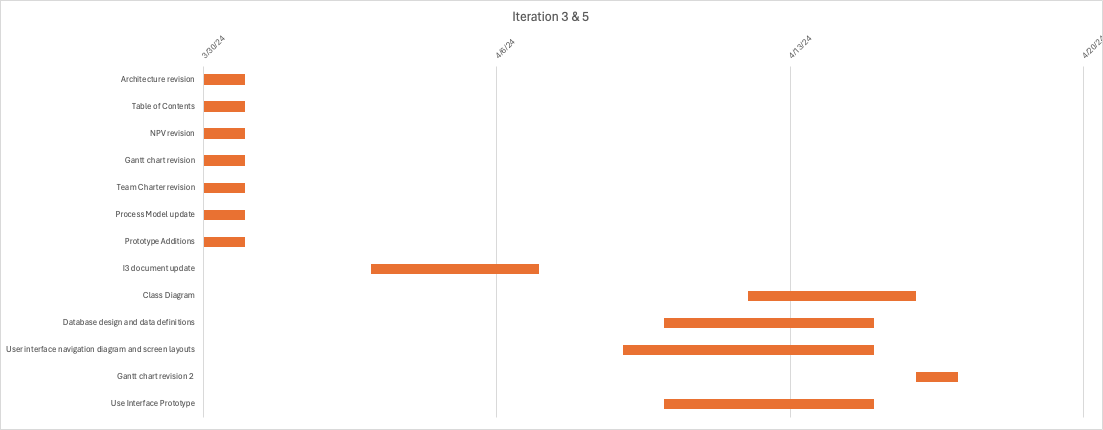 Iteration 3 & 5
3/30/24
4/6/24
4/13/24
4/20/24
Architecture revision
Table of Contents
NPV revision
Gantt chart revision
Team Charter revision
Process Model update
Prototype Additions
I3 document update
Class Diagram
Database design and data definitions
User interface navigation diagram and screen layouts
Gantt chart revision 2
Use Interface Prototype